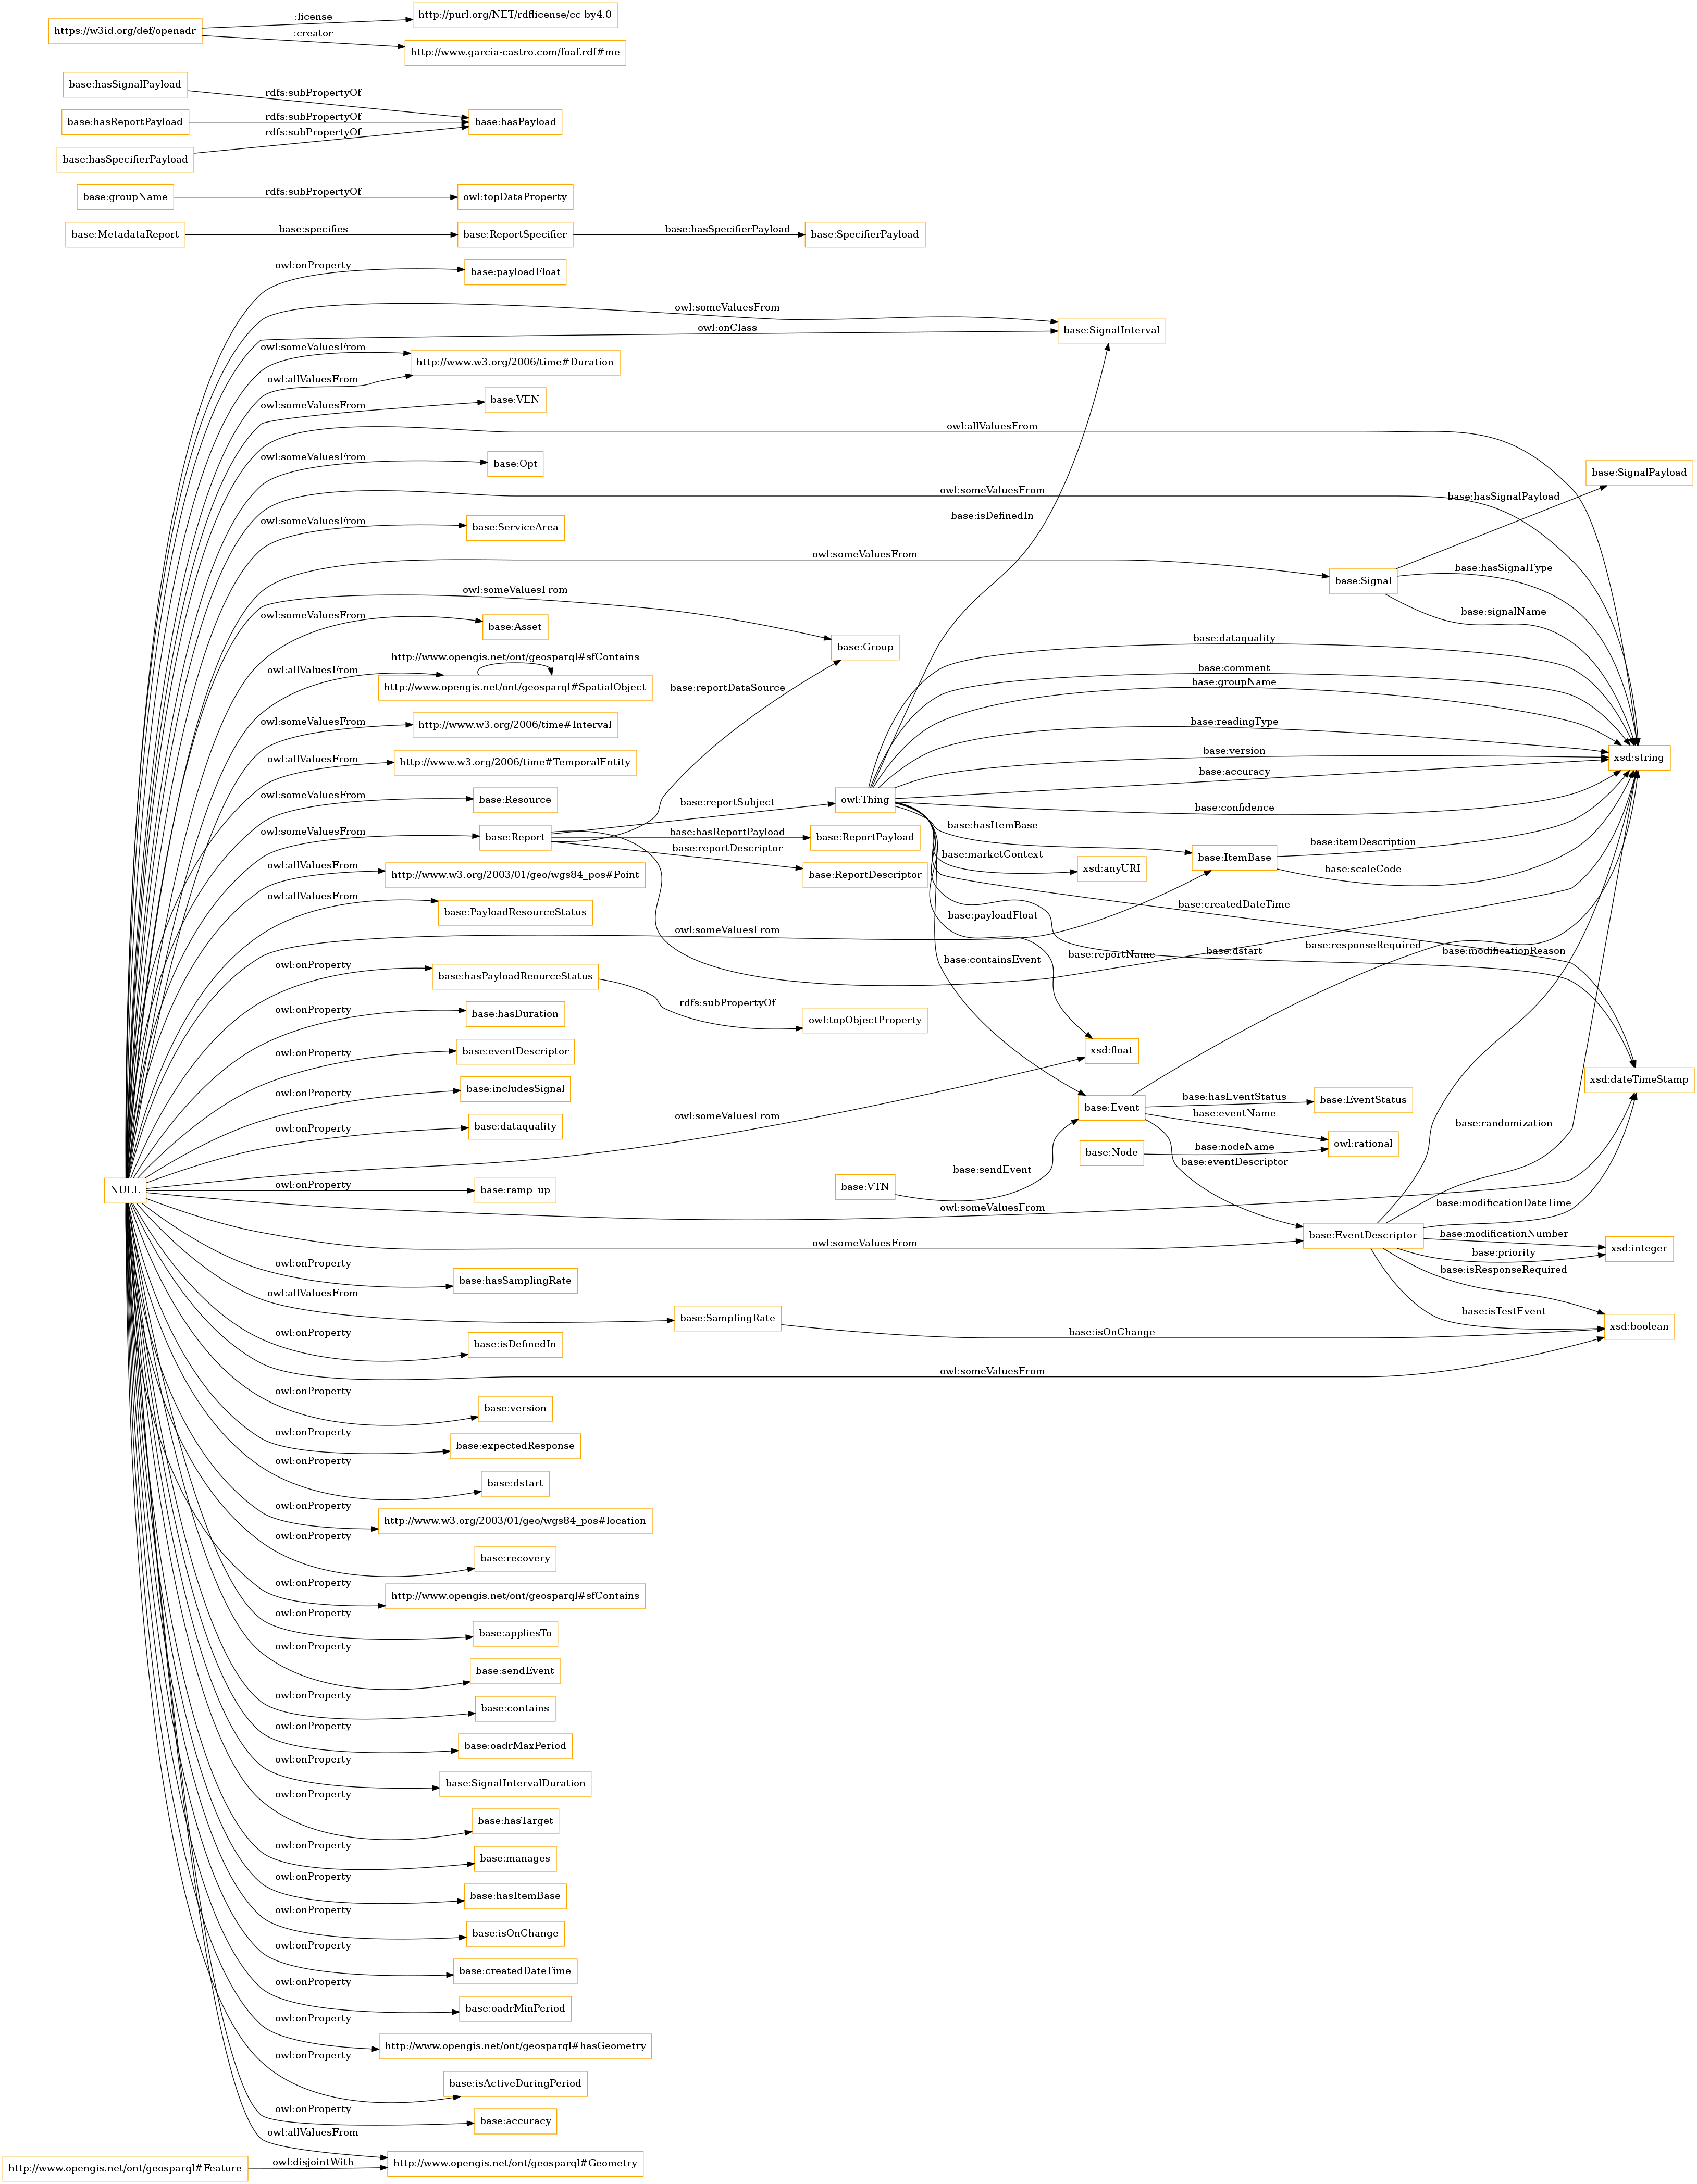 :license
http://purl.org/NET/rdflicense/cc-by4.0
https://w3id.org/def/openadr
:creator
http://www.garcia-castro.com/foaf.rdf#me
base:hasSignalPayload
rdfs:subPropertyOf
base:hasReportPayload
rdfs:subPropertyOf
base:hasPayload
rdfs:subPropertyOf
base:hasSpecifierPayload
base:groupName
rdfs:subPropertyOf
owl:topDataProperty
base:MetadataReport
base:specifies
base:ReportSpecifier
base:hasSpecifierPayload
base:SpecifierPayload
owl:onProperty
base:payloadFloat
owl:someValuesFrom
owl:onClass
base:SignalInterval
owl:someValuesFrom
http://www.w3.org/2006/time#Duration
owl:allValuesFrom
owl:someValuesFrom
base:VEN
owl:allValuesFrom
owl:someValuesFrom
base:Opt
base:SignalPayload
owl:someValuesFrom
base:hasSignalPayload
owl:someValuesFrom
base:ServiceArea
base:isDefinedIn
owl:someValuesFrom
base:Signal
base:hasSignalType
base:signalName
owl:someValuesFrom
owl:someValuesFrom
base:Asset
base:Group
base:dataquality
http://www.opengis.net/ont/geosparql#sfContains
owl:allValuesFrom
http://www.opengis.net/ont/geosparql#SpatialObject
base:reportDataSource
base:comment
base:groupName
owl:someValuesFrom
http://www.w3.org/2006/time#Interval
base:readingType
base:version
owl:allValuesFrom
http://www.w3.org/2006/time#TemporalEntity
xsd:string
base:accuracy
owl:someValuesFrom
base:Resource
base:reportSubject
owl:Thing
base:confidence
owl:someValuesFrom
base:Report
base:hasReportPayload
base:ReportPayload
base:hasItemBase
base:ItemBase
base:itemDescription
base:reportDescriptor
base:ReportDescriptor
base:marketContext
xsd:anyURI
base:scaleCode
owl:allValuesFrom
http://www.w3.org/2003/01/geo/wgs84_pos#Point
owl:allValuesFrom
base:PayloadResourceStatus
base:payloadFloat
base:createdDateTime
owl:someValuesFrom
base:containsEvent
base:reportName
base:dstart
base:responseRequired
base:modificationReason
owl:onProperty
base:hasPayloadReourceStatus
rdfs:subPropertyOf
owl:topObjectProperty
owl:onProperty
base:hasDuration
owl:onProperty
base:eventDescriptor
xsd:float
xsd:dateTimeStamp
owl:onProperty
base:includesSignal
owl:someValuesFrom
base:Event
base:hasEventStatus
base:EventStatus
base:eventName
owl:onProperty
base:dataquality
base:randomization
base:Node
base:nodeName
owl:rational
base:eventDescriptor
base:sendEvent
base:VTN
NULL
owl:onProperty
base:ramp_up
owl:someValuesFrom
base:modificationDateTime
owl:someValuesFrom
base:EventDescriptor
base:modificationNumber
base:priority
xsd:integer
base:isResponseRequired
owl:onProperty
base:hasSamplingRate
owl:allValuesFrom
base:SamplingRate
base:isOnChange
base:isTestEvent
xsd:boolean
owl:onProperty
base:isDefinedIn
owl:someValuesFrom
owl:onProperty
base:version
owl:onProperty
base:expectedResponse
owl:onProperty
base:dstart
owl:onProperty
http://www.w3.org/2003/01/geo/wgs84_pos#location
owl:onProperty
base:recovery
owl:onProperty
http://www.opengis.net/ont/geosparql#sfContains
owl:onProperty
base:appliesTo
owl:onProperty
base:sendEvent
owl:onProperty
base:contains
owl:onProperty
base:oadrMaxPeriod
owl:onProperty
base:SignalIntervalDuration
owl:onProperty
base:hasTarget
owl:onProperty
base:manages
owl:onProperty
base:hasItemBase
owl:onProperty
base:isOnChange
owl:onProperty
base:createdDateTime
owl:onProperty
base:oadrMinPeriod
owl:onProperty
http://www.opengis.net/ont/geosparql#hasGeometry
owl:onProperty
base:isActiveDuringPeriod
owl:onProperty
base:accuracy
owl:allValuesFrom
http://www.opengis.net/ont/geosparql#Feature
owl:disjointWith
http://www.opengis.net/ont/geosparql#Geometry